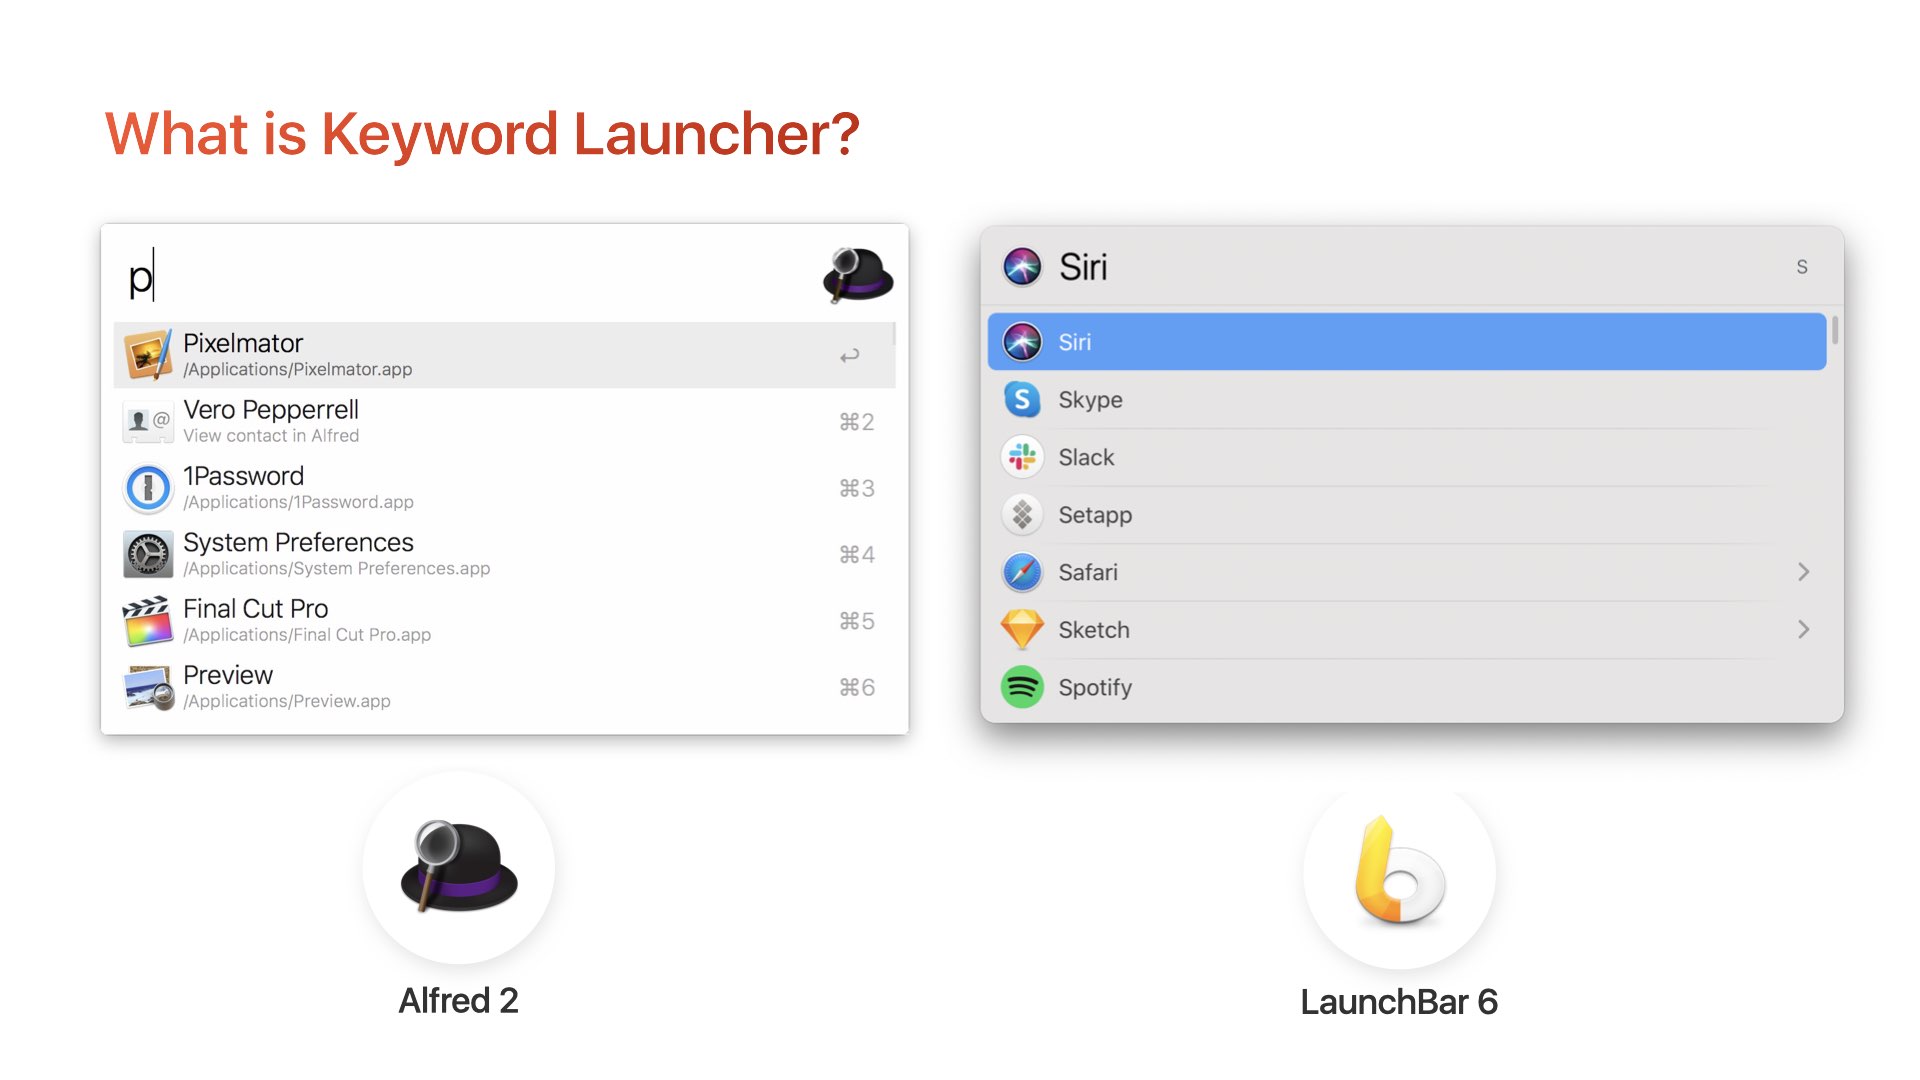 What is Keyword Launcher?
p
Pixelmator
/Applications/Pixelmator.app
↩
Vero Pepperrell
View contact in Alfred
⌘2
1Password
/Applications/1Password.app
⌘3
System Preferences
/Applications/System Preferences.app
⌘4
Final Cut Pro
/Applications/Final Cut Pro.app
⌘5
Preview
/Applications/Preview.app
⌘6
Alfred 2
Siri
S
Siri
Skype
Slack
Setapp
Safari
Sketch
Spotify
LaunchBar 6